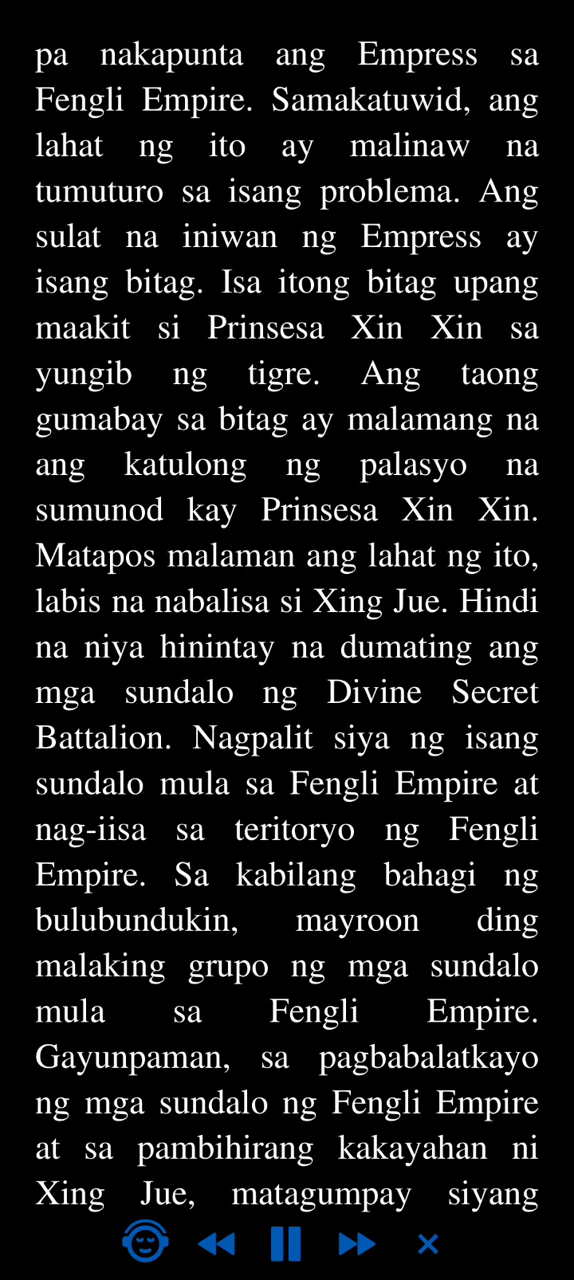 pa nakapunta ang Empress sa
Fengli Empire. Samakatuwid, ang
lahat ng ito ay malinaw na
tumuturo sa isang problema. Ang
sulat na iniwan ng Empress ay
isang bitag. Isa itong bitag upang
maakit si Prinsesa Xin Xin sa
yungib ng tigre. Ang taong
gumabay sa bitag ay malamang na
ang katulong ng palasyo na
sumunod kay Prinsesa Xin Xin.
Matapos malaman ang lahat ng ito,
labis na nabalisa si Xing Jue. Hindi
na niya hinintay na dumating ang
mga sundalo ng Divine Secret
Battalion. Nagpalit siya ng isang
sundalo mula sa Fengli Empire at
nag-iisa sa teritoryo ng Fengli
Empire. Sa kabilang bahagi ng
bulubundukin, mayroon ding
malaking grupo ng mga sundalo
mula sa Fengli Empire.
Gayunpaman, sa pagbabalatkayo
ng mga sundalo ng Fengli Empire
at sa pambihirang kakayahan ni
Xing Jue, matagumpay siyang